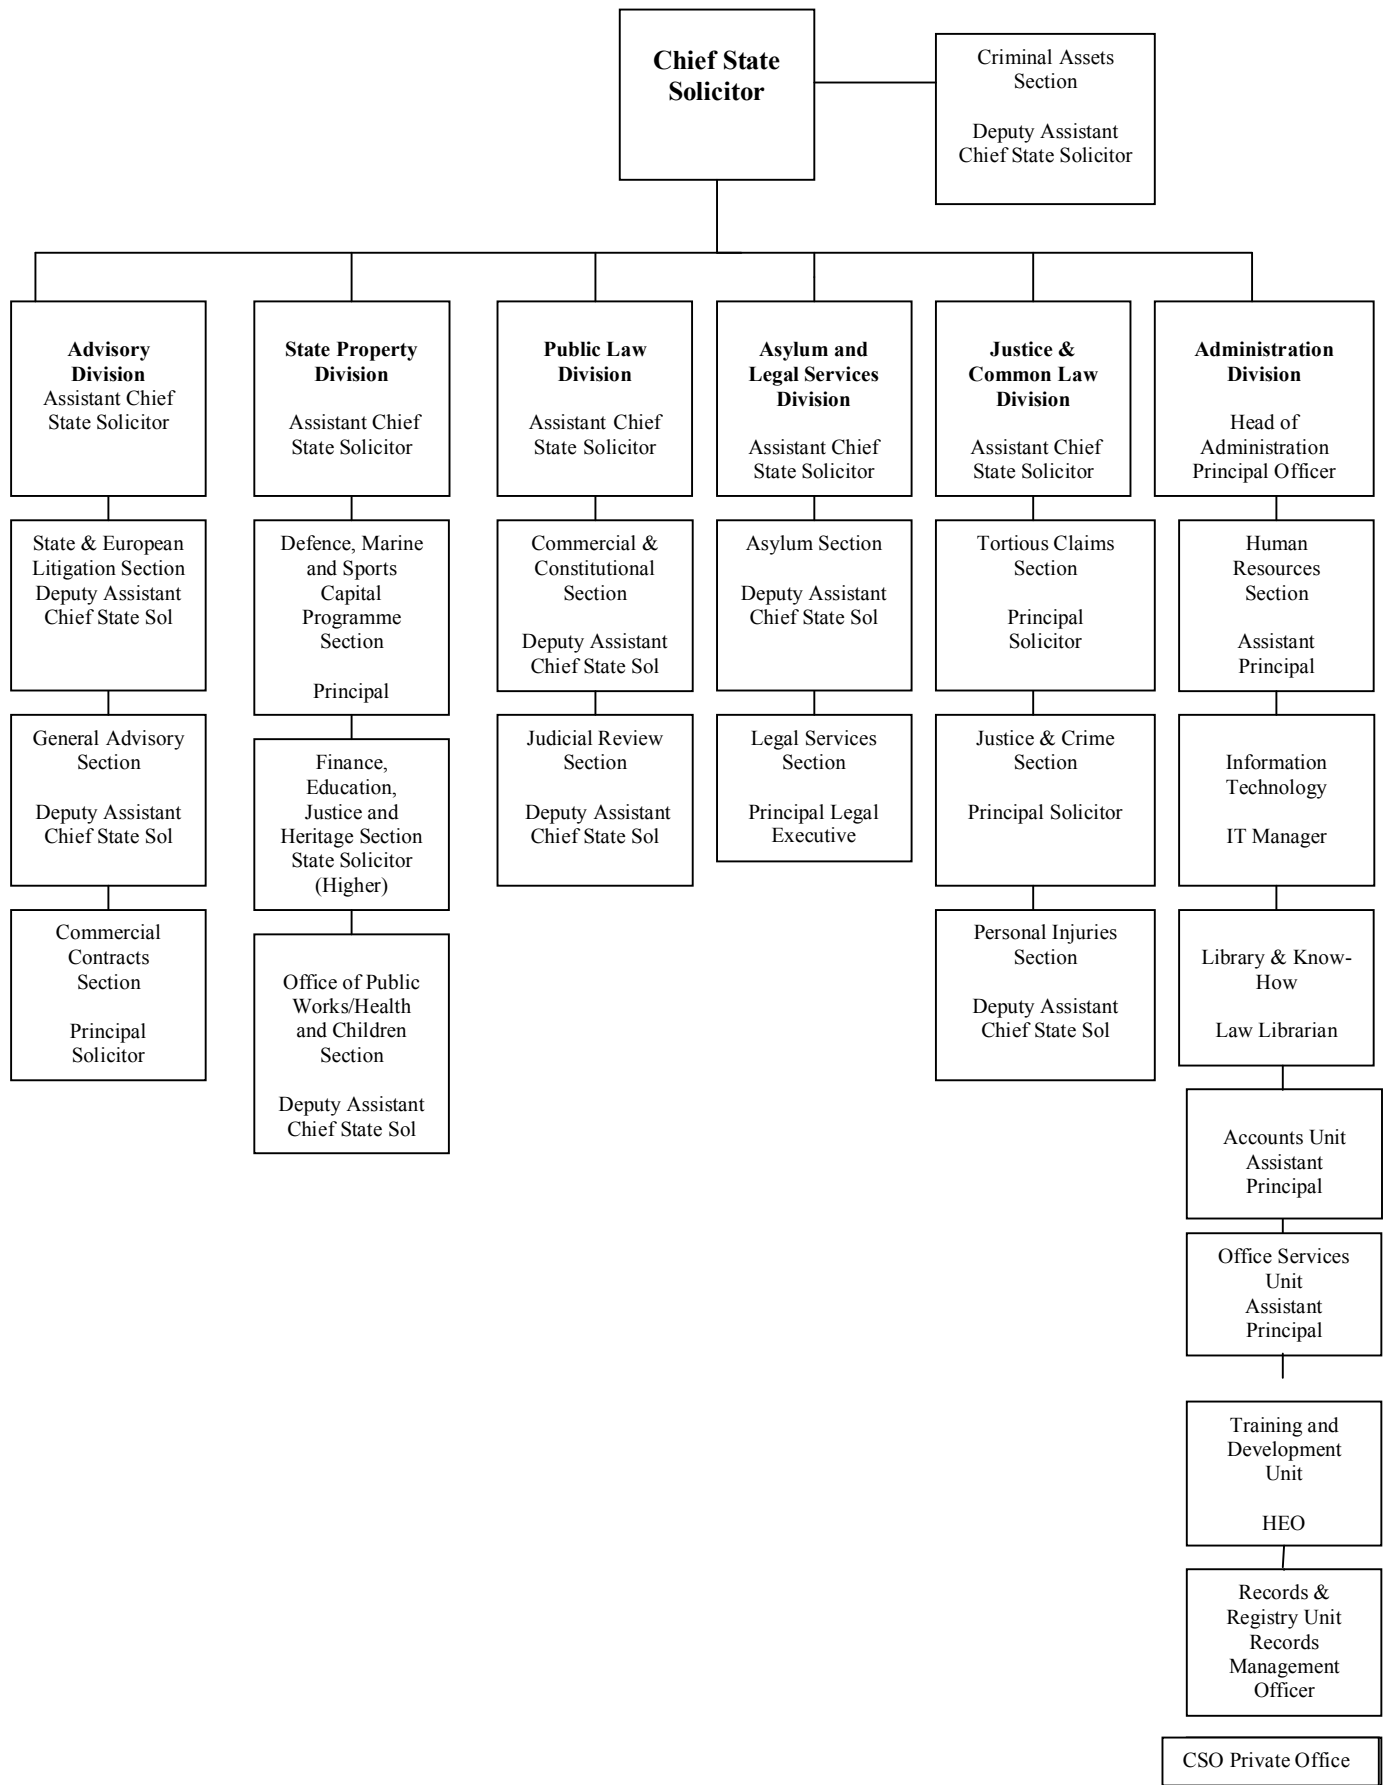 Chief State
Solicitor
Criminal Assets
Section
Deputy Assistant
Chief State Solicitor
Advisory
Division
Assistant Chief
State Solicitor
State Property
Division
Assistant Chief
State Solicitor
Public Law
Division
Assistant Chief
State Solicitor
Asylum and
Legal Services
Division
Assistant Chief
State Solicitor
Justice &
Common Law
Division
Assistant Chief
State Solicitor
Administration
Division
Head of
Administration
Principal Officer
State & European
Litigation Section
Deputy Assistant
Chief State Sol
General Advisory
Section
Deputy Assistant
Chief State Sol
Commercial
Contracts
Section
Principal
Solicitor
Defence, Marine
and Sports
Capital
Programme
Section
Principal
Finance,
Education,
Justice and
Heritage Section
State Solicitor
(Higher)
Office of Public
Works/Health
and Children
Section
Deputy Assistant
Chief State Sol
Commercial &
Constitutional
Section
Deputy Assistant
Chief State Sol
Judicial Review
Section
Deputy Assistant
Chief State Sol
Asylum Section
Deputy Assistant
Chief State Sol
Legal Services
Section
Principal Legal
Executive
Tortious Claims
Section
Principal
Solicitor
Justice & Crime
Section
Principal Solicitor
Personal Injuries
Section
Deputy Assistant
Chief State Sol
Human
Resources
Section
Assistant
Principal
Information
Technology
IT Manager
Library & Know-
How
Law Librarian
Accounts Unit
Assistant
Principal
Office Services
Unit
Assistant
Principal
Training and
Development
Unit
HEO
Records &
Registry Unit
Records
Management
Officer
CSO Private Office